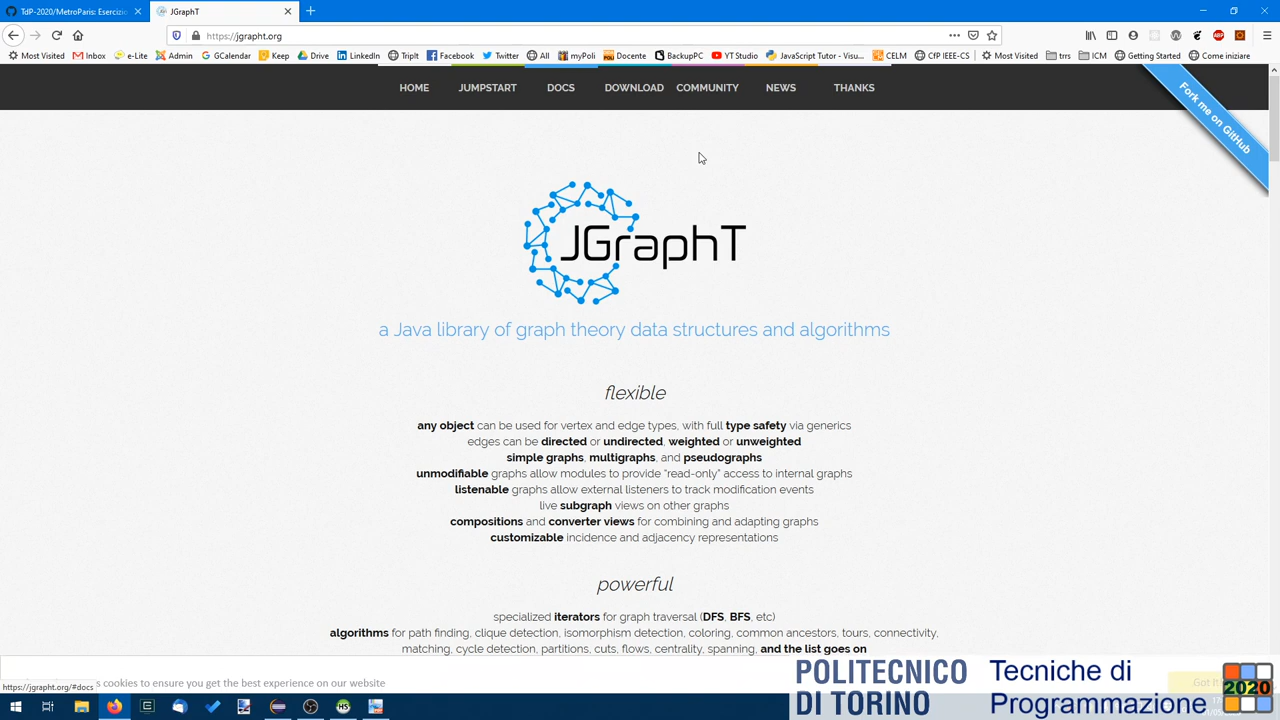 TdP-2020/MetroParis: Esercizio
JGraphT
https://jgrapht.org
Most Visited
Inbox
e-Lite
Admin
GCalendar
Keep
Drive
LinkedIn
TripIt
Facebook
Twitter
All
myPoli
Docente
BackupPC
YT Studio
JavaScript Tutor - Visu...
CELM
CfP IEEE-CS
Most Visited
trrs
ICM
Getting Started
Come iniziare
HOME
JUMPSTART
DOCS
DOWNLOAD
COMMUNITY
NEWS
THANKS
Fork me on GitHub
JGraphT
a Java library of graph theory data structures and algorithms
flexible
any object can be used for vertex and edge types, with full type safety via generics
edges can be directed or undirected, weighted or unweighted
simple graphs, multigraphs, and pseudographs
unmodifiable graphs allow modules to provide “read-only” access to internal graphs
listenable graphs allow external listeners to track modification events
live subgraph views on other graphs
compositions and converter views for combining and adapting graphs
customizable incidence and adjacency representations
powerful
specialized iterators for graph traversal (DFS, BFS, etc)
algorithms for path finding, clique detection, isomorphism detection, coloring, common ancestors, tours, connectivity,
matching, cycle detection, partitions, cuts, flows, centrality, spanning, and the list goes on
s cookies to ensure you get the best experience on our website
https://jgrapht.org/#docs
POLITECNICO
DI TORINO
Tecniche di
Programmazione
2020